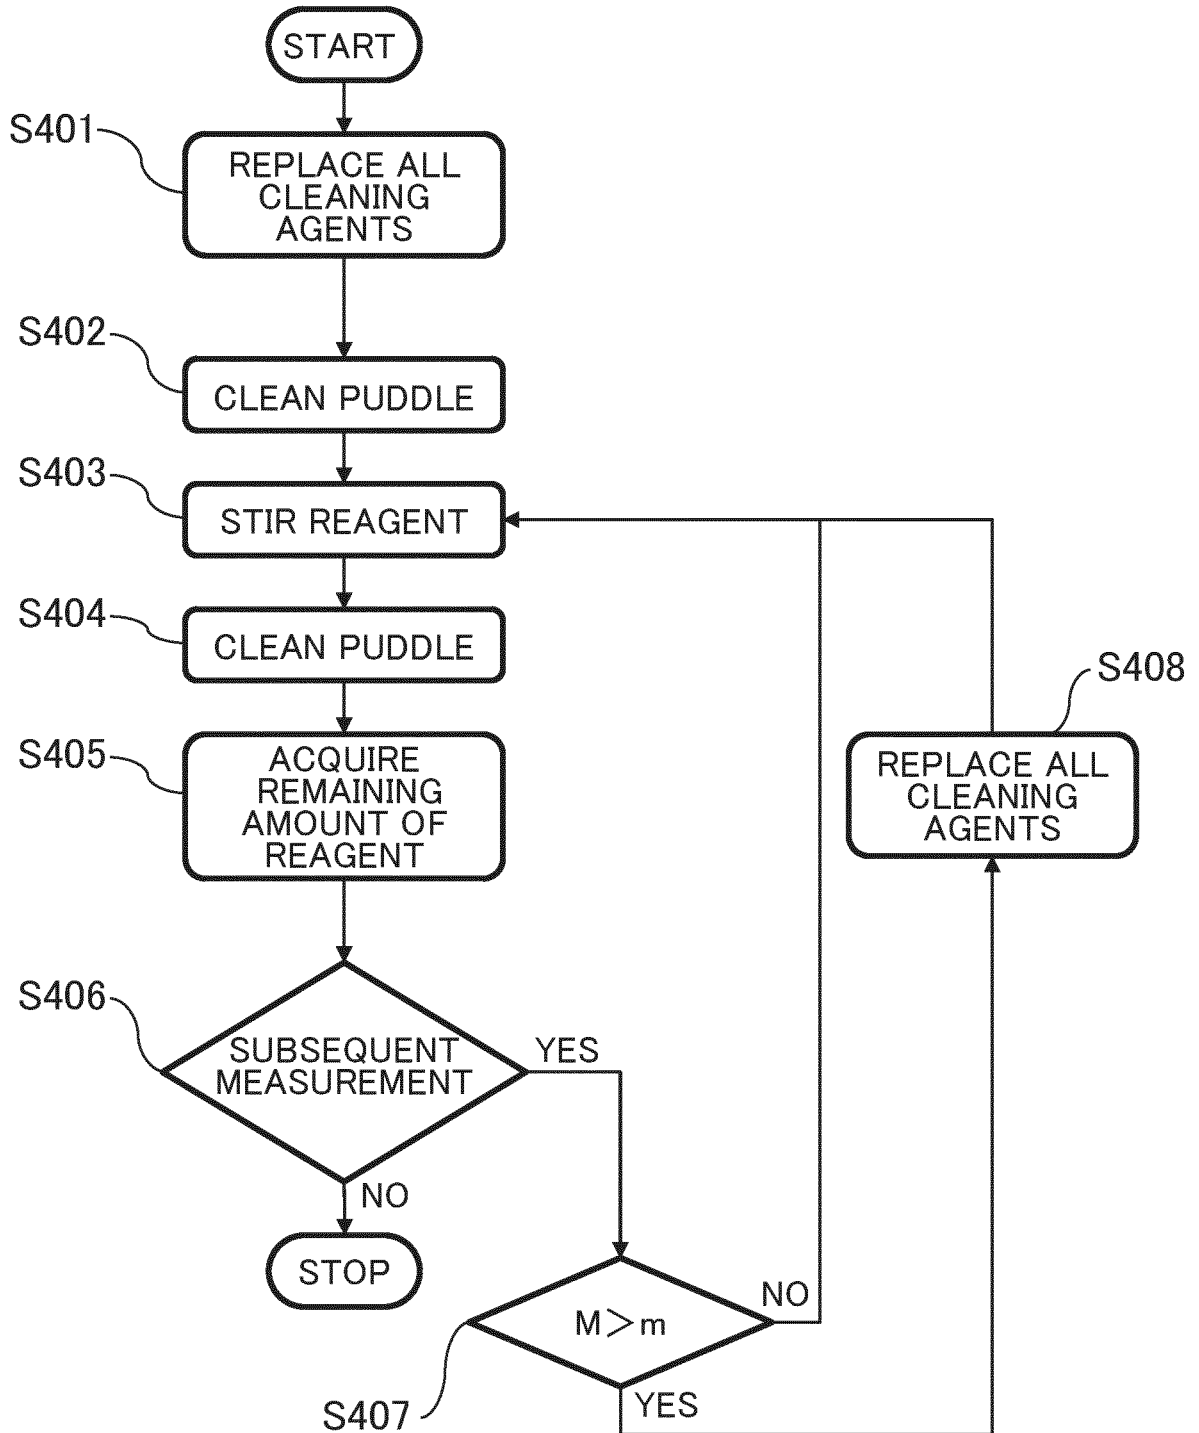 START
S401
REPLACE ALL
CLEANING
AGENTS
S402
CLEAN PUDDLE
S403
STIR REAGENT
S404
CLEAN PUDDLE
S405
ACQUIRE
REMAINING
AMOUNT OF
REAGENT
S408
REPLACE ALL
CLEANING
AGENTS
S406
SUBSEQUENT
MEASUREMENT
YES
NO
STOP
S407
M>m
NO
YES